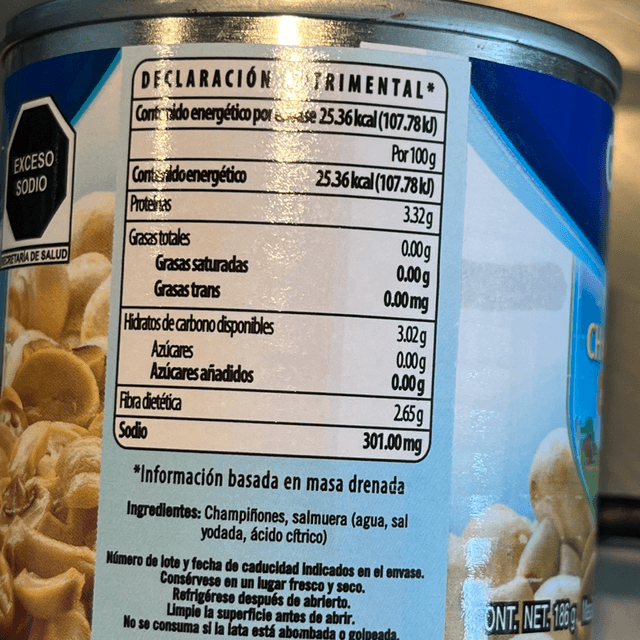 EXCESO
SODIO
SECRETARÍA DE SALUD
DECLARACIÓN NUTRIMENTAL*
Contenido energético por envase 25.36 kcal (107.78 kJ)
Por 100 g
Contenido energético 25.36 kcal (107.78 kJ)
Proteínas 3.32 g
Grasas totales 0.00 g
Grasas saturadas 0.00 g
Grasas trans 0.00 mg
Hidratos de carbono disponibles 3.02 g
Azúcares 0.00 g
Azúcares añadidos 0.00 g
Fibra dietética 2.65 g
Sodio 301.00 mg
*Información basada en masa drenada
Ingredientes: Champiñones, salmuera (agua, sal
yodada, ácido cítrico)
Número de lote y fecha de caducidad indicados en el envase.
Consérvese en un lugar fresco y seco.
Refrigérese después de abrirlo.
Limpie la superficie antes de abrir.
No se consuma si la lata está abombada o golpeada.
CONT. NET. 186 g